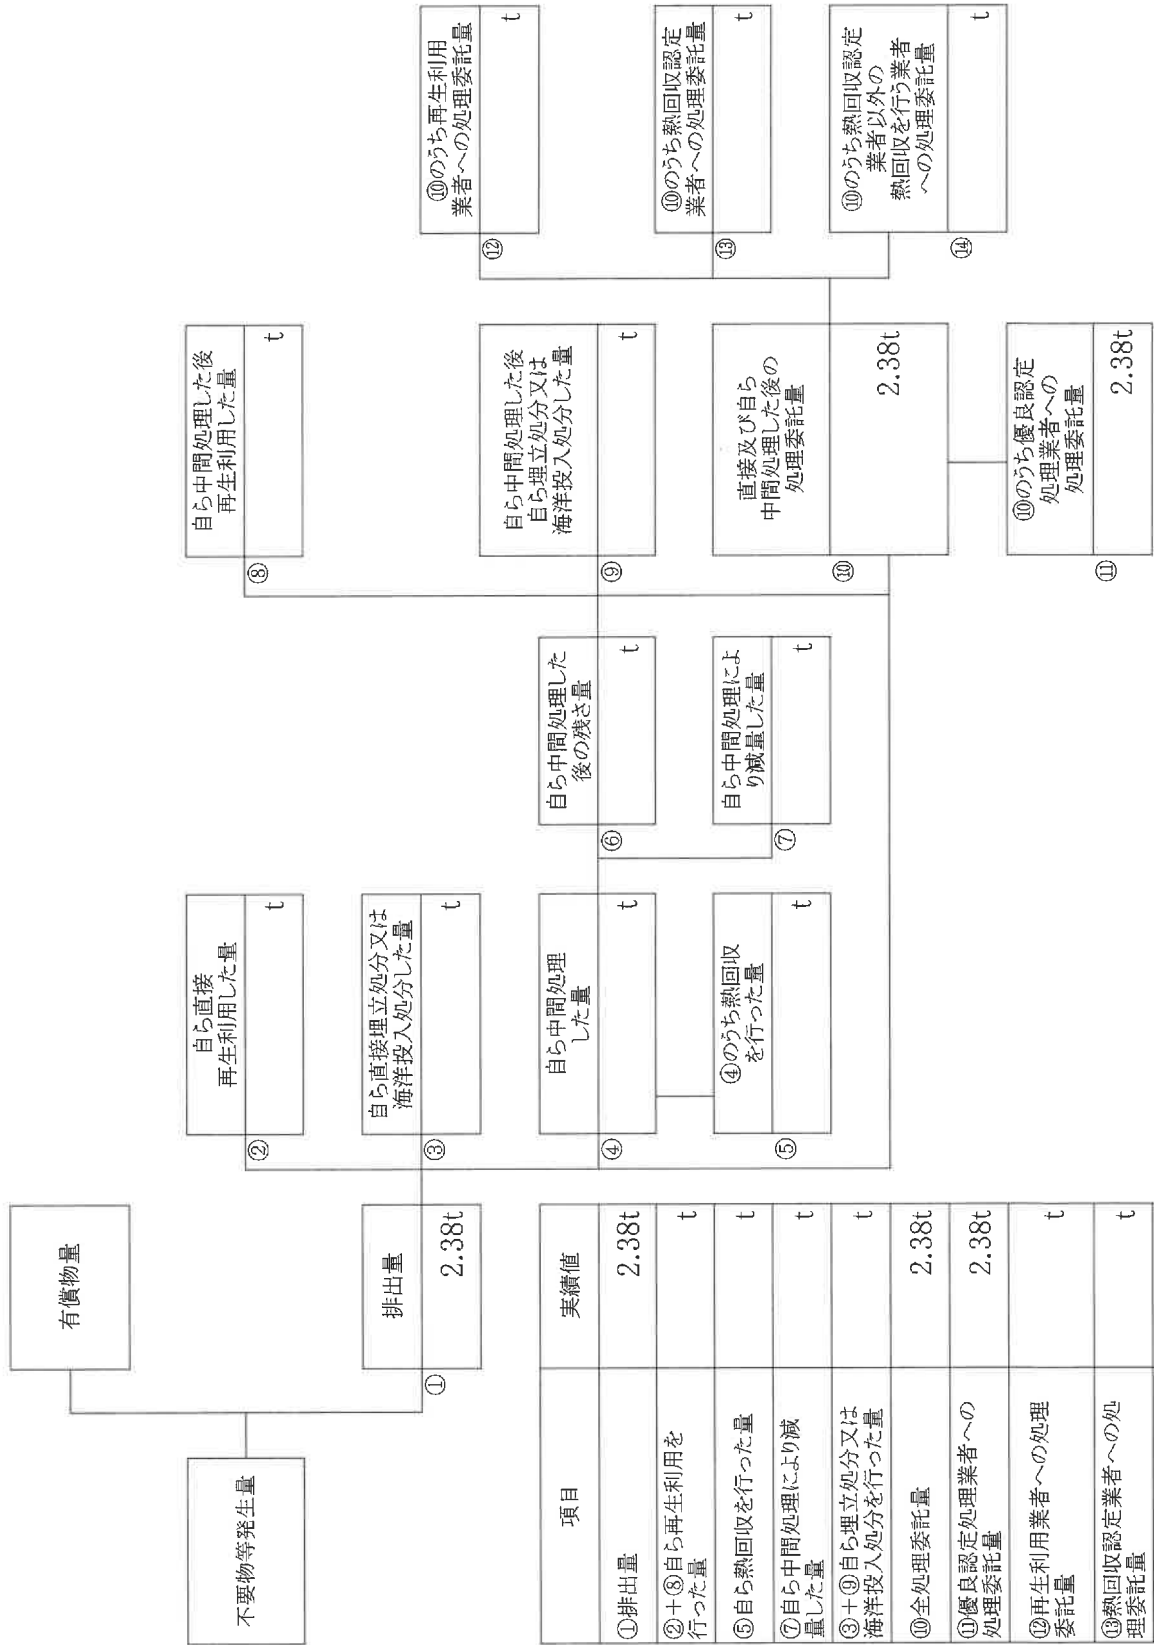 不要物等発生量
有償物量
①
排出量
2.38t
②
自ら直接
再生利用した量
t
③
自ら直接埋立処分又は
海洋投入処分した量
t
④
自ら中間処理
した量
t
⑤
④のうち熱回収
を行った量
t
⑥
自ら中間処理した
後の残さ量
t
⑦
自ら中間処理によ
り減量した量
t
⑧
自ら中間処理した後
再生利用した量
t
⑨
自ら中間処理した後
自ら埋立処分又は
海洋投入処分した量
t
⑩
直接及び自ら
中間処理した後の
処理委託量
2.38t
⑪
⑩のうち優良認定
処理業者への
処理委託量
2.38t
⑫
⑩のうち再生利用
業者への処理委託量
t
⑬
⑩のうち熱回収認定
業者への処理委託量
t
⑭
⑩のうち熱回収認定
業者以外の
熱回収を行う業者
への処理委託量
t
項目 実績値
①排出量 2.38t
②+⑧自ら再生利用を
行った量 t
⑤自ら熱回収を行った量 t
⑦自ら中間処理により減
量した量 t
③+⑨自ら埋立処分又は
海洋投入処分を行った量 t
⑩全処理委託量 2.38t
⑪優良認定処理業者への
処理委託量 2.38t
⑫再生利用業者への処理
委託量 t
⑬熱回収認定業者への処
理委託量 t